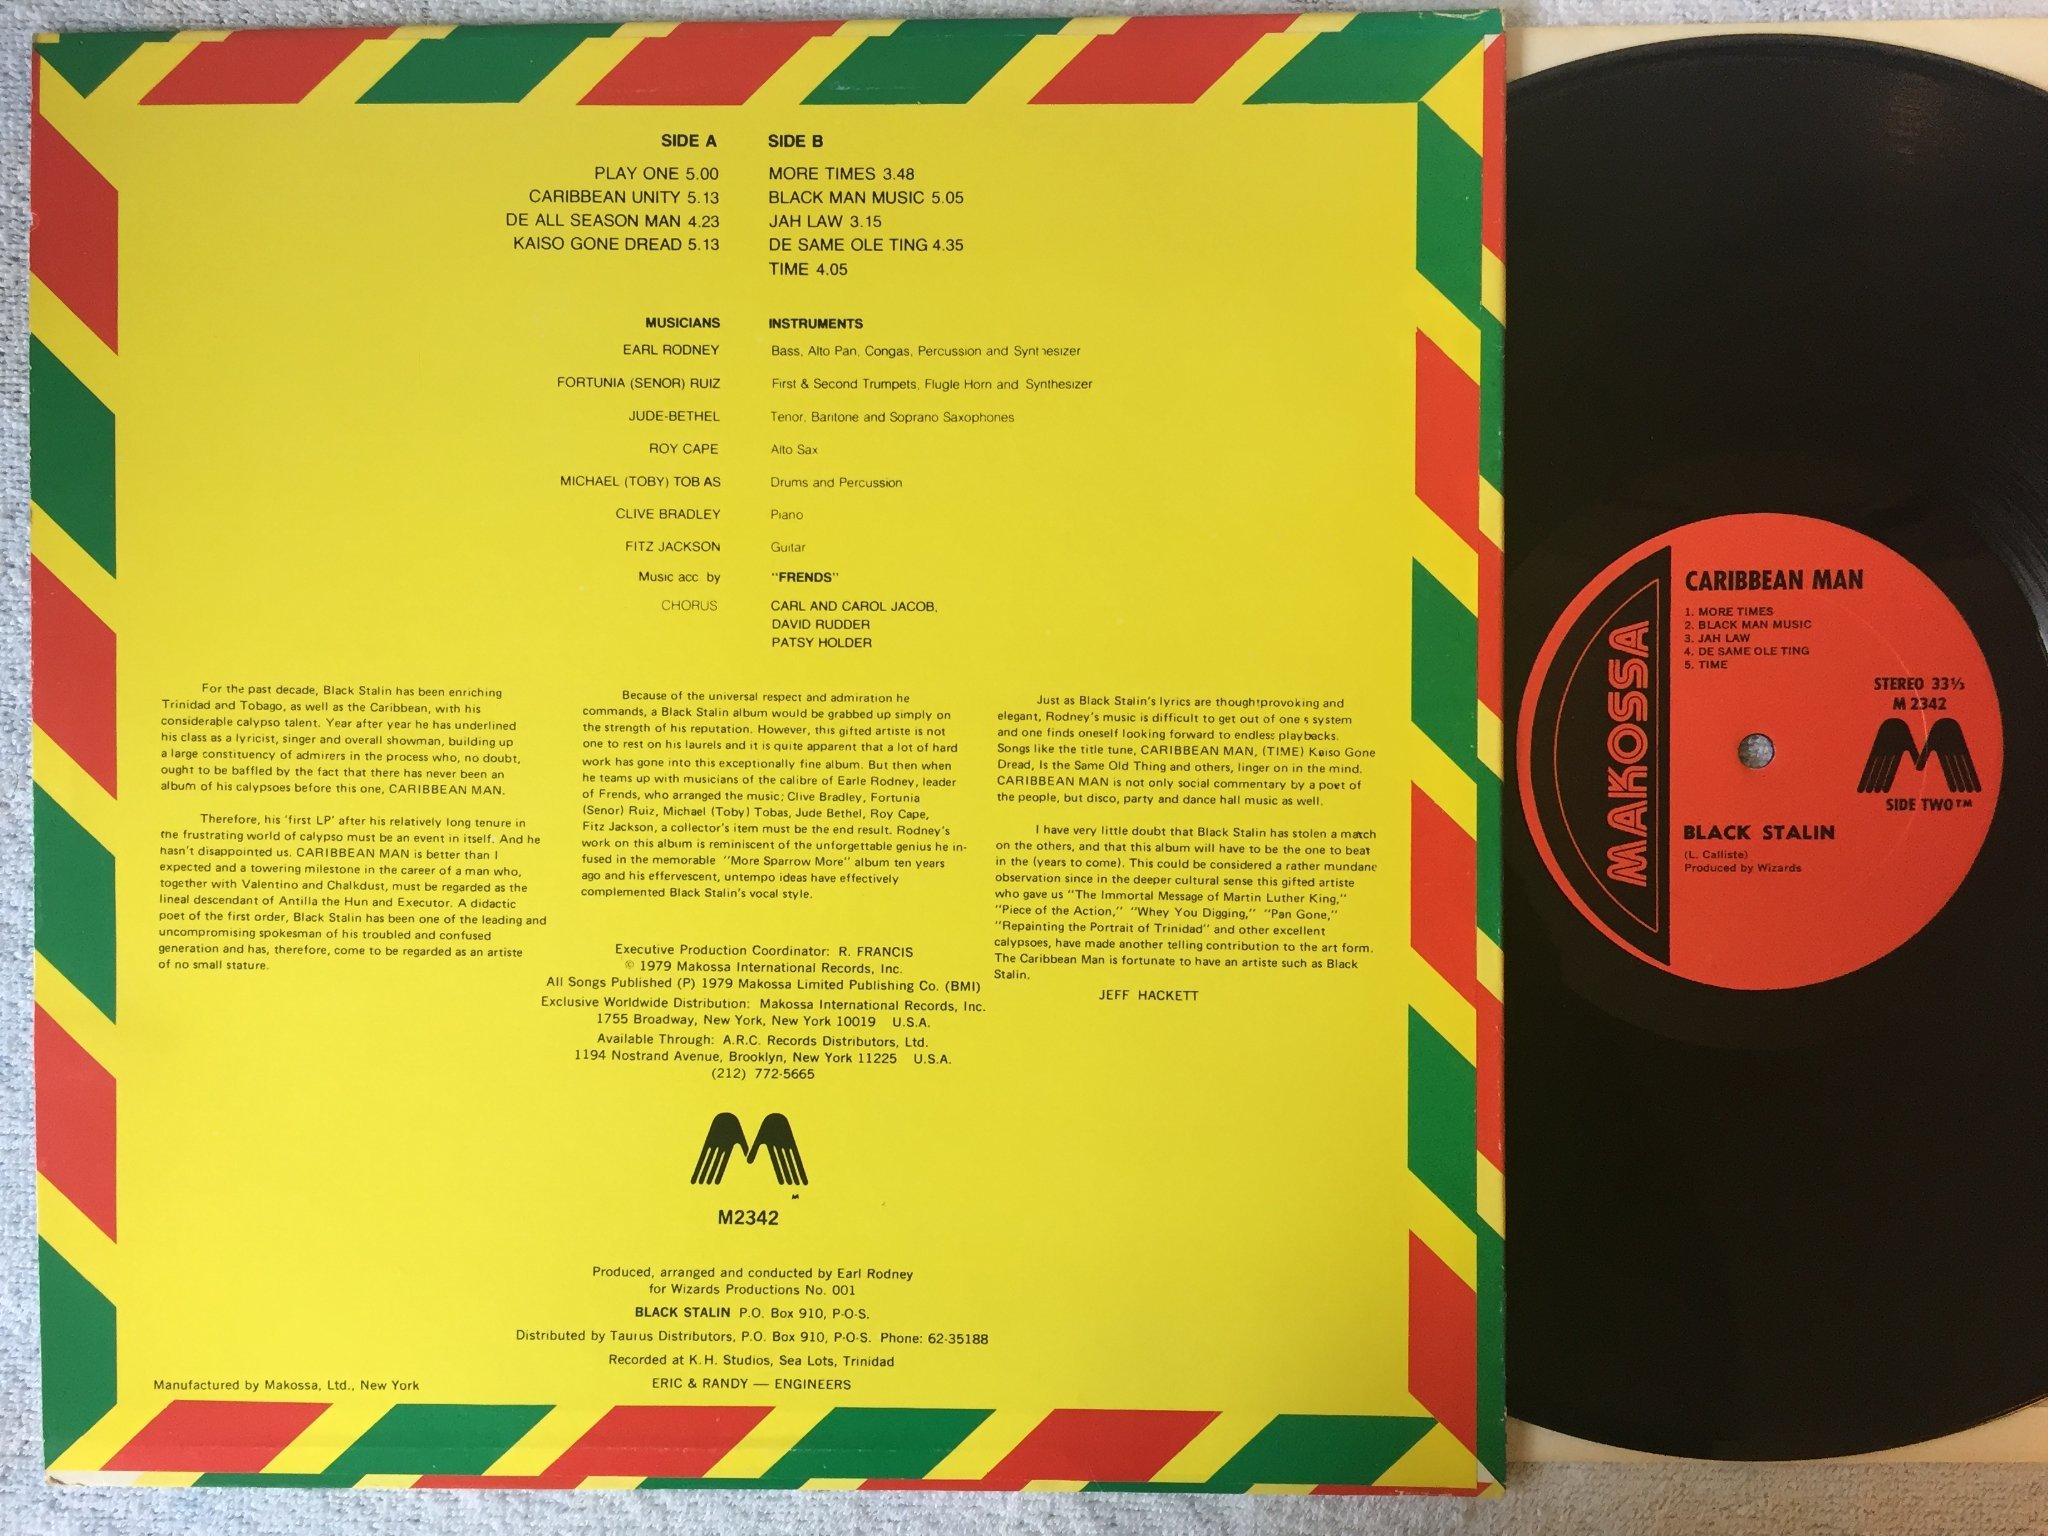 SIDE A
PLAY ONE 5.00
CARIBBEAN UNITY 5.13
DE ALL SEASON MAN 4.23
KAISO GONE DREAD 5.13
SIDE B
MORE TIMES 3.48
BLACK MAN MUSIC 5.05
JAH LAW 3.15
DE SAME OLE TING 4.35
TIME 4.05
MUSICIANS INSTRUMENTS
EARL RODNEY Bass, Alto Pan, Congas, Percussion and Synthesizer
FORTUNIA (SENOR) RUIZ First & Second Trumpets, Flugle Horn and Synthesizer
JUDE-BETHEL Tenor, Baritone and Soprano Saxophones
ROY CAPE Alto Sax
MICHAEL (TOBY) TOBIAS Drums and Percussion
CLIVE BRADLEY Piano
FITZ JACKSON Guitar
Music acc by "FRENDS"
CHORUS CARL AND CAROL JACOB,
DAVID RUDDER
PATSY HOLDER
For the past decade, Black Stalin has been enriching
Trinidad and Tobago, as well as the Caribbean, with his
considerable calypso talent. Year after year he has underlined
his class as a lyricist, singer and overall showman, building up
a large constituency of admirers in the process who, no doubt,
ought to be baffled by the fact that there has never been an
album of his calypsoes before this one, CARIBBEAN MAN.
Therefore, his 'first LP' after his relatively long tenure in
the frustrating world of calypso must be an event in itself. And he
hasn't disappointed us. CARIBBEAN MAN is better than I
expected and a towering milestone in the career of a man who,
together with Valentino and Chalkdust, must be regarded as the
lineal descendant of Antilla the Hun and Executor. A didactic
poet of the first order, Black Stalin has been one of the leading and
uncompromising spokesman of his troubled and confused
generation and has, therefore, come to be regarded as an artiste
of no small stature.
Because of the universal respect and admiration he
commands, a Black Stalin album would be grabbed up simply on
the strength of his reputation. However, this gifted artiste is not
one to rest on his laurels and it is quite apparent that a lot of hard
work has gone into this exceptionally fine album. But then when
he teams up with musicians of the calibre of Earle Rodney, leader
of Frends, who arranged the music; Clive Bradley, Fortunia
(Senor) Ruiz, Michael (Toby) Tobas, Jude Bethel, Roy Cape,
Fitz Jackson, a collector's item must be the end result. Rodney's
work on this album is reminiscent of the unforgettable genius he in-
fused in the memorable "More Sparrow More" album ten years
ago and his effervescent, untempo ideas have effectively
complemented Black Stalin's vocal style.
Just as Black Stalin's lyrics are thoughtprovoking and
elegant, Rodney's music is difficult to get out of one s system
and one finds oneself looking forward to endless playbacks.
Songs like the title tune, CARIBBEAN MAN, (TIME) Kaiso Gone
Dread, Is the Same Old Thing and others, linger on in the mind.
CARIBBEAN MAN is not only social commentary by a poet of
the people, but disco, party and dance hall music as well.
I have very little doubt that Black Stalin has stolen a match
on the others, and that this album will have to be the one to beat
in the (years to come). This could be considered a rather mundane
observation since in the deeper cultural sense this gifted artiste
who gave us "The Immortal Message of Martin Luther King,"
"Piece of the Action," "Whey You Digging," "Pan Gone,"
"Repainting the Portrait of Trinidad" and other excellent
calypsoes, have made another telling contribution to the art form.
The Caribbean Man is fortunate to have an artiste such as Black
Stalin.
JEFF HACKETT
Executive Production Coordinator: R. FRANCIS
© 1979 Makossa International Records, Inc.
All Songs Published (P) 1979 Makossa Limited Publishing Co. (BMI)
Exclusive Worldwide Distribution: Makossa International Records, Inc.
1755 Broadway, New York, New York 10019 U.S.A.
Available Through: A.R.C. Records Distributors, Ltd.
1194 Nostrand Avenue, Brooklyn, New York 11225 U.S.A.
(212) 772-5665
M2342
Produced, arranged and conducted by Earl Rodney
for Wizards Productions No. 001
BLACK STALIN P.O. Box 910, P-O-S.
Distributed by Taurus Distributors, P.O. Box 910, P-O-S. Phone: 62-35188
Recorded at K.H. Studios, Sea Lots, Trinidad
ERIC & RANDY — ENGINEERS
Manufactured by Makossa, Ltd., New York
MAKOSSA
CARIBBEAN MAN
1. MORE TIMES
2. BLACK MAN MUSIC
3. JAH LAW
4. DE SAME OLE TING
5. TIME
STEREO 33⅓
M 2342
SIDE TWO™
BLACK STALIN
(L. Calliste)
Produced by Wizards